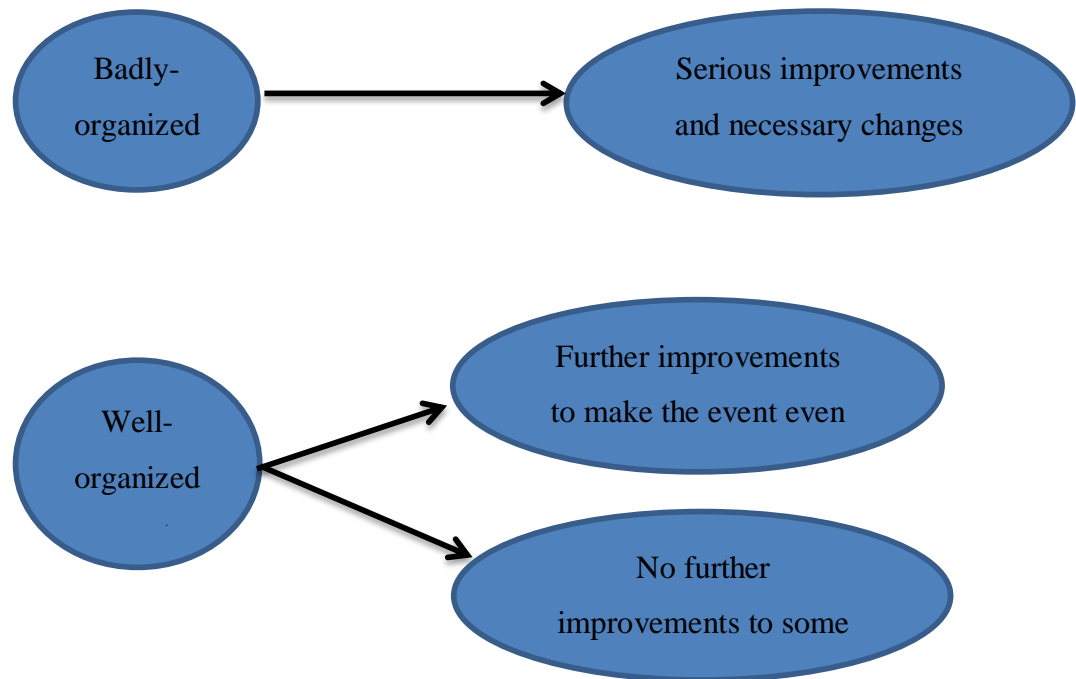 Badly-
organized
Serious improvements
and necessary changes
Well-
organized
Further improvements
to make the event even
No further
improvements to some